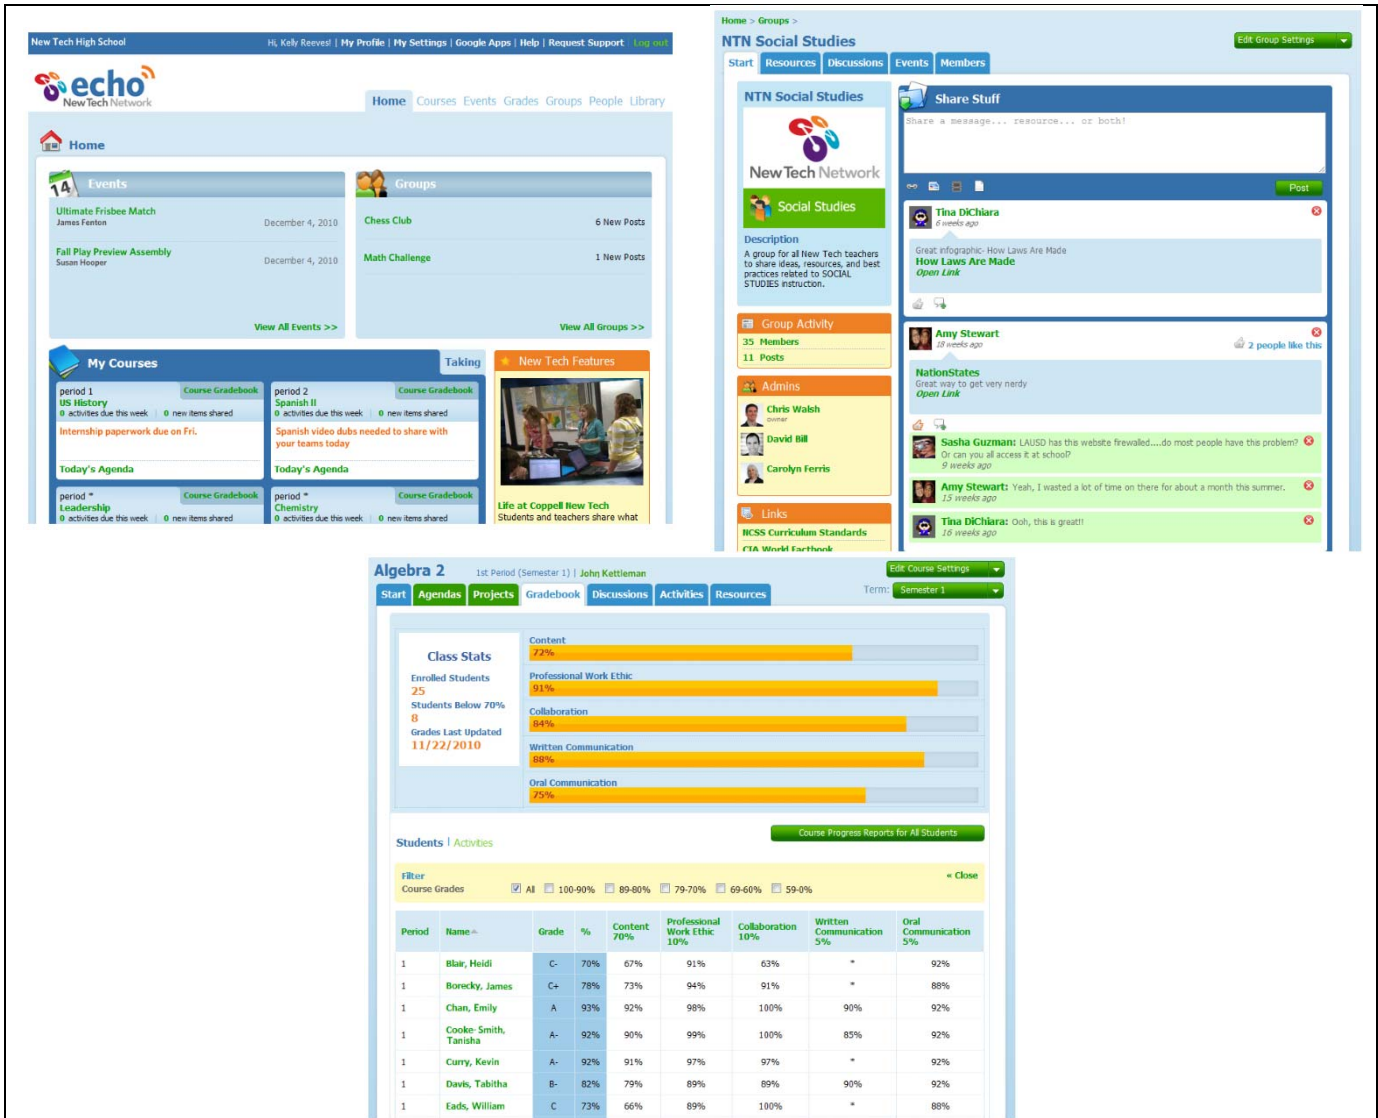 New Tech High School
Hi, Kelly Reeves! | My Profile | My Settings | Google Apps | Help | Request Support | Log out
echo
New Tech Network
Home Courses Events Grades Groups People Library
Home
14 Events
Ultimate Frisbee Match
James Fenton
December 4, 2010
Fall Play Preview Assembly
Susan Hooper
December 4, 2010
View All Events >>
Groups
Chess Club 6 New Posts
Math Challenge 1 New Posts
View All Groups >>
My Courses Taking
period 1 Course Gradebook
US History
0 activities due this week | 0 new items shared
Internship paperwork due on Fri.
Today's Agenda
period 2 Course Gradebook
Spanish II
0 activities due this week | 0 new items shared
Spanish video dubs needed to share with
your teams today
Today's Agenda
period * Course Gradebook
Leadership
0 activities due this week | 0 new items shared
period * Course Gradebook
Chemistry
0 activities due this week | 0 new items shared
New Tech Features
Life at Coppell New Tech
Students and teachers share what
Home > Groups >
NTN Social Studies
Edit Group Settings
Start Resources Discussions Events Members
NTN Social Studies
New Tech Network
Social Studies
Description
A group for all New Tech teachers
to share ideas, resources, and best
practices related to SOCIAL
STUDIES instruction.
Group Activity
35 Members
11 Posts
Admins
Chris Walsh
owner
David Bill
Carolyn Ferris
Links
NCSS Curriculum Standards
CIA World Factbook
Share Stuff
Share a message... resource... or both!
Post
Tina DiChiara
6 weeks ago
Great infographic- How Laws Are Made
How Laws Are Made
Open Link
Amy Stewart
18 weeks ago
2 people like this
NationStates
Great way to get very nerdy
Open Link
Sasha Guzman: LAUSD has this website firewalled....do most people have this problem?
Or can you all access it at school?
9 weeks ago
Amy Stewart: Yeah, I wasted a lot of time on there for about a month this summer.
15 weeks ago
Tina DiChiara: Ooh, this is great!!
16 weeks ago
Algebra 2 1st Period (Semester 1) | John Kettleman
Edit Course Settings
Start Agendas Projects Gradebook Discussions Activities Resources
Term: Semester 1
Class Stats
Enrolled Students
25
Students Below 70%
8
Grades Last Updated
11/22/2010
Content
72%
Professional Work Ethic
91%
Collaboration
84%
Written Communication
88%
Oral Communication
75%
Course Progress Reports for All Students
Students | Activities
Filter
« Close
Course Grades All 100-90% 89-80% 79-70% 69-60% 59-0%
Period Name Grade % Content 70% Professional Work Ethic 10% Collaboration 10% Written Communication 5% Oral Communication 5%
1 Blair, Heidi C- 70% 67% 91% 63% * 92%
1 Borecky, James C+ 78% 73% 94% 91% * 88%
1 Chan, Emily A 93% 92% 98% 100% 90% 92%
1 Cooke-Smith, Tanisha A- 92% 90% 99% 100% 85% 92%
1 Curry, Kevin A- 92% 91% 97% 97% * 92%
1 Davis, Tabitha B- 82% 79% 89% 89% 90% 92%
1 Eads, William C 73% 66% 89% 100% * 88%